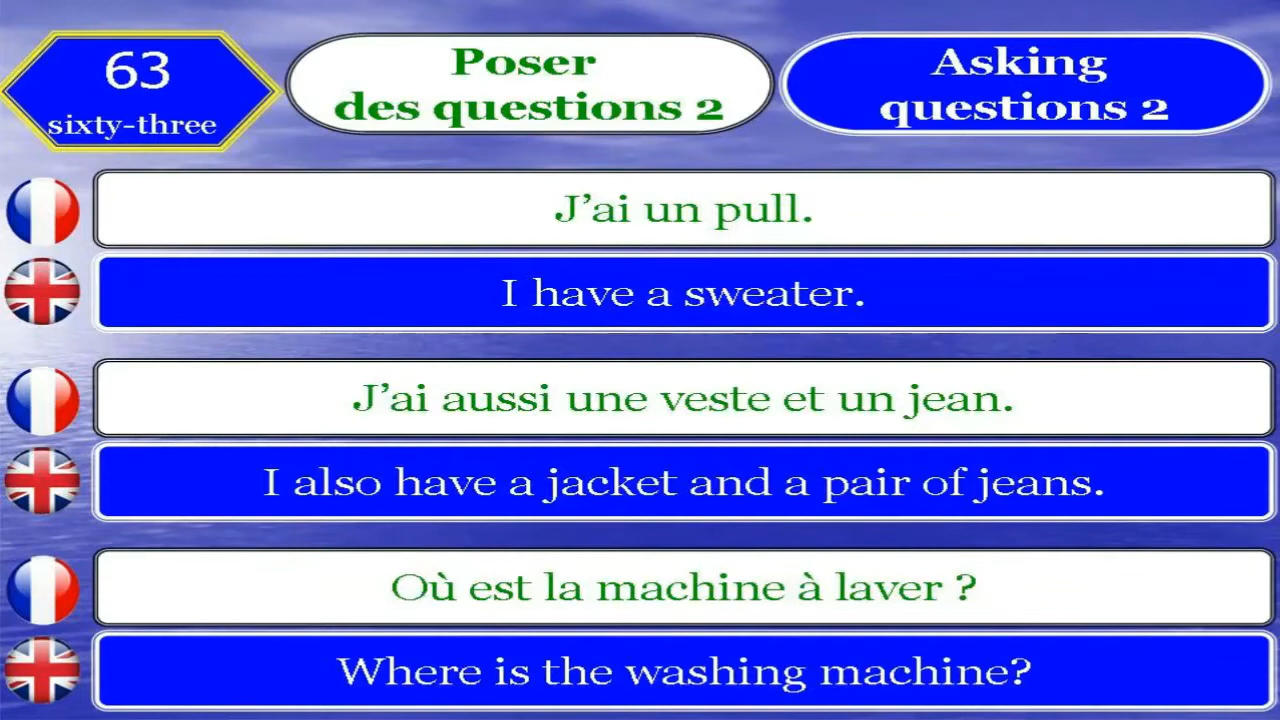 63
sixty-three
Poser
des questions 2
Asking
questions 2
J’ai un pull.
I have a sweater.
J’ai aussi une veste et un jean.
I also have a jacket and a pair of jeans.
Où est la machine à laver ?
Where is the washing machine?